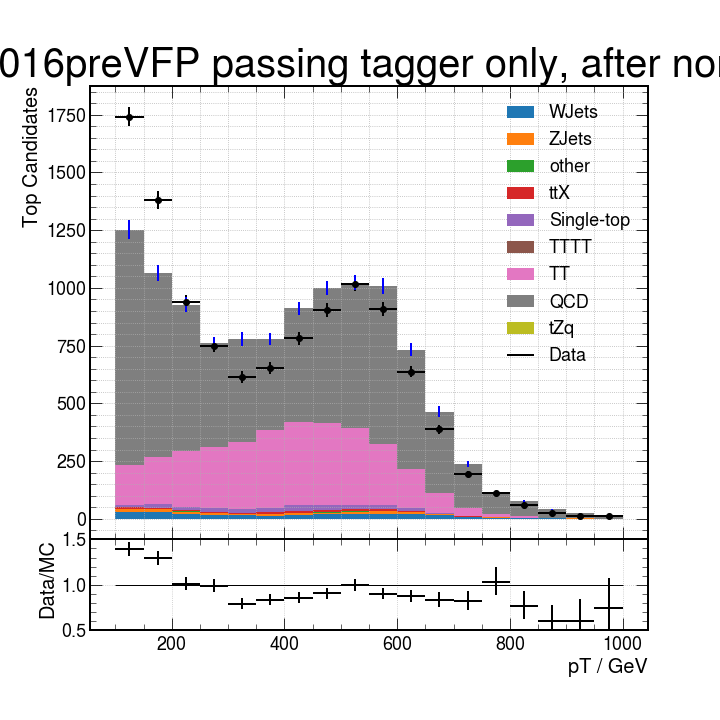 016preVFP passing tagger only, after nor
Top Candidates
1750
1500
1250
1000
750
500
250
0
WJets
ZJets
other
ttX
Single-top
TTTT
TT
QCD
tZq
Data
Data/MC
1.5
1.0
0.5
200
400
600
800
1000
pT / GeV